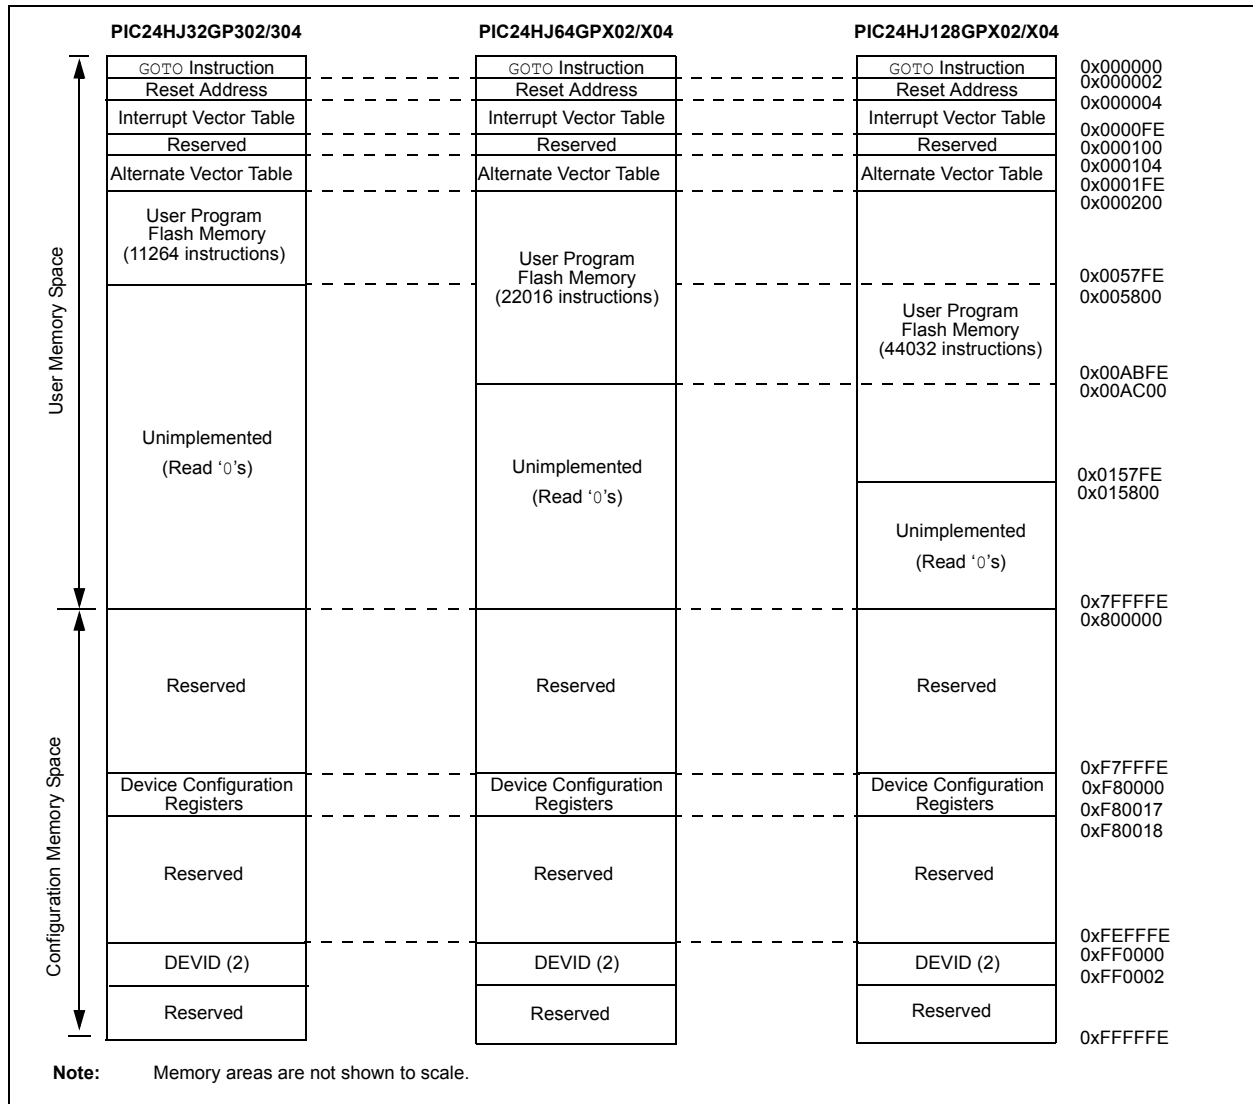 PIC24HJ32GP302/304 PIC24HJ64GPX02/X04 PIC24HJ128GPX02/X04
GOTO Instruction GOTO Instruction GOTO Instruction 0x000000
0x000002
Reset Address Reset Address Reset Address
0x000004
Interrupt Vector Table Interrupt Vector Table Interrupt Vector Table
0x0000FE
Reserved Reserved Reserved 0x000100
0x000104
Alternate Vector Table Alternate Vector Table Alternate Vector Table
0x0001FE
0x000200
User Program
Flash Memory
(11264 instructions)
User Program
Flash Memory
(22016 instructions)
0x0057FE
0x005800
User Program
Flash Memory
(44032 instructions)
0x00ABFE
0x00AC00
User Memory Space
Unimplemented
(Read ‘0’s)
Unimplemented
(Read ‘0’s)
0x0157FE
0x015800
Unimplemented
(Read ‘0’s)
0x7FFFFE
0x800000
Reserved Reserved Reserved
0xF7FFFE
Device Configuration Device Configuration Device Configuration 0xF80000
Registers Registers Registers
0xF80017
0xF80018
Configuration Memory Space
Reserved Reserved Reserved
0xFEFFFE
0xFF0000
DEVID (2) DEVID (2) DEVID (2)
0xFF0002
Reserved Reserved Reserved
0xFFFFFE
Note: Memory areas are not shown to scale.